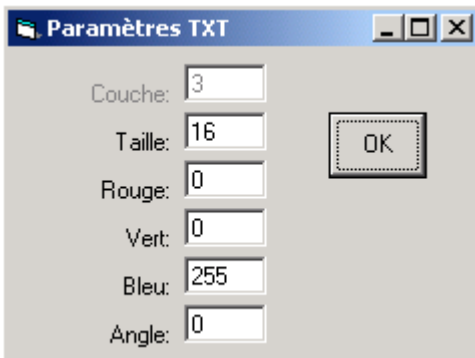 Paramètres TXT
Couche: 3
Taille: 16
OK
Rouge: 0
Vert: 0
Bleu: 255
Angle: 0